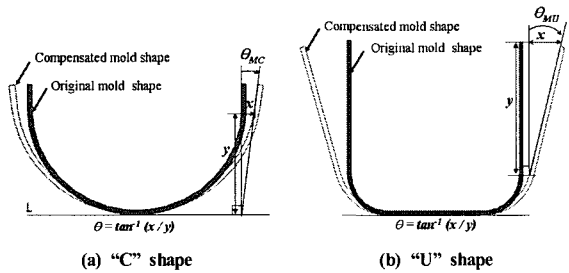 θMC
Compensated mold shape
Original mold shape
x
y
L
θ = tan⁻¹ (x / y)
(a) “C” shape
θMU
Compensated mold shape
Original mold shape
x
y
θ = tan⁻¹ (x / y)
(b) “U” shape